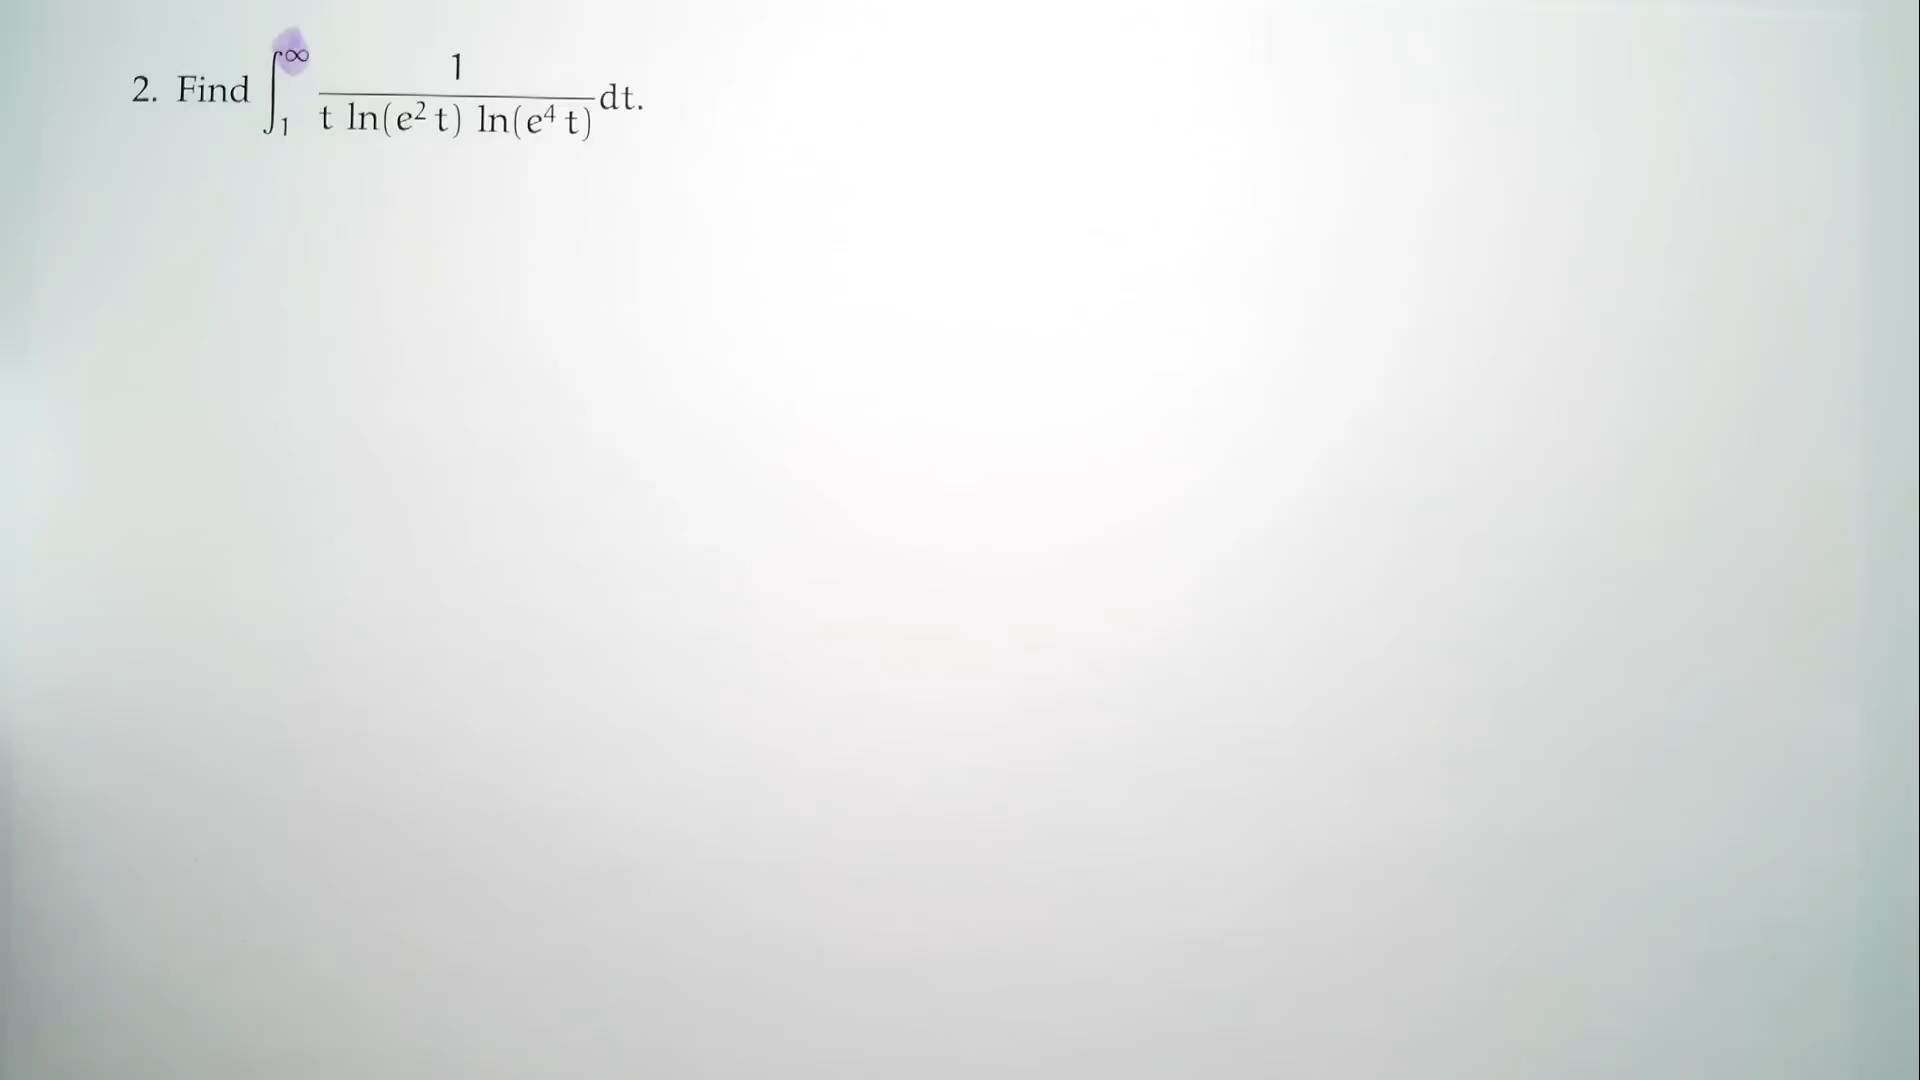 2. Find ∫₁^∞ 1/(t ln(e² t) ln(e⁴ t)) dt.